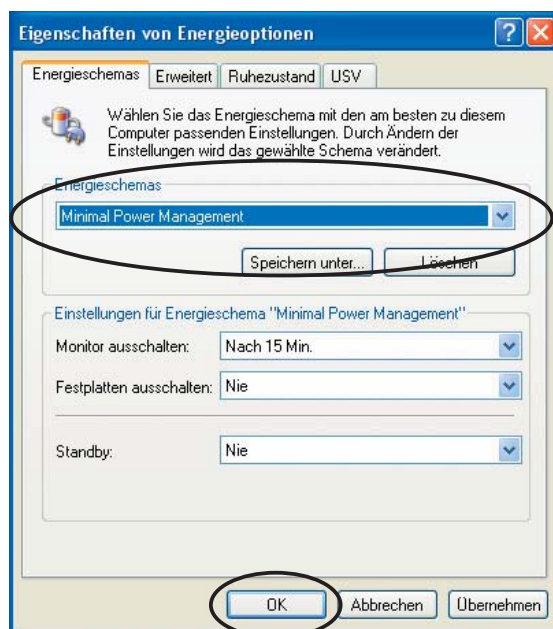 Eigenschaften von Energieoptionen
Energieschemas Erweitert Ruhezustand USV
Wählen Sie das Energieschema mit den am besten zu diesem
Computer passenden Einstellungen. Durch Ändern der
Einstellungen wird das gewählte Schema verändert.
Energieschemas
Minimal Power Management
Speichern unter... Löschen
Einstellungen für Energieschema "Minimal Power Management"
Monitor ausschalten: Nach 15 Min.
Festplatten ausschalten: Nie
Standby: Nie
OK Abbrechen Übernehmen